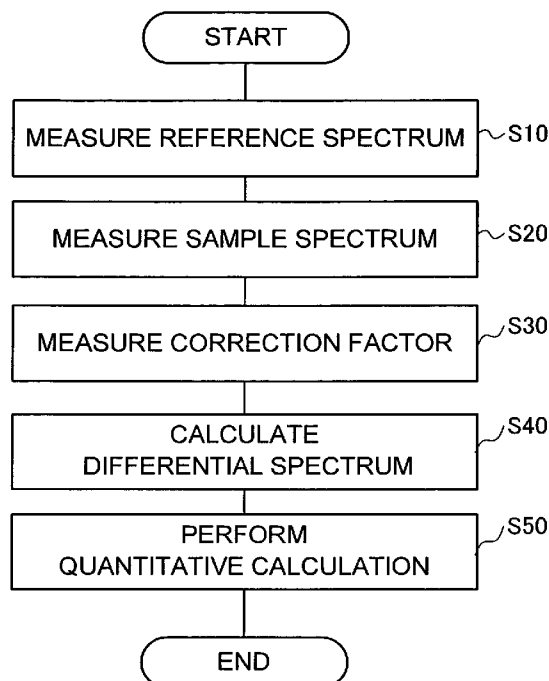 START
MEASURE REFERENCE SPECTRUM
S10
MEASURE SAMPLE SPECTRUM
S20
MEASURE CORRECTION FACTOR
S30
CALCULATE
DIFFERENTIAL SPECTRUM
S40
PERFORM
QUANTITATIVE CALCULATION
S50
END